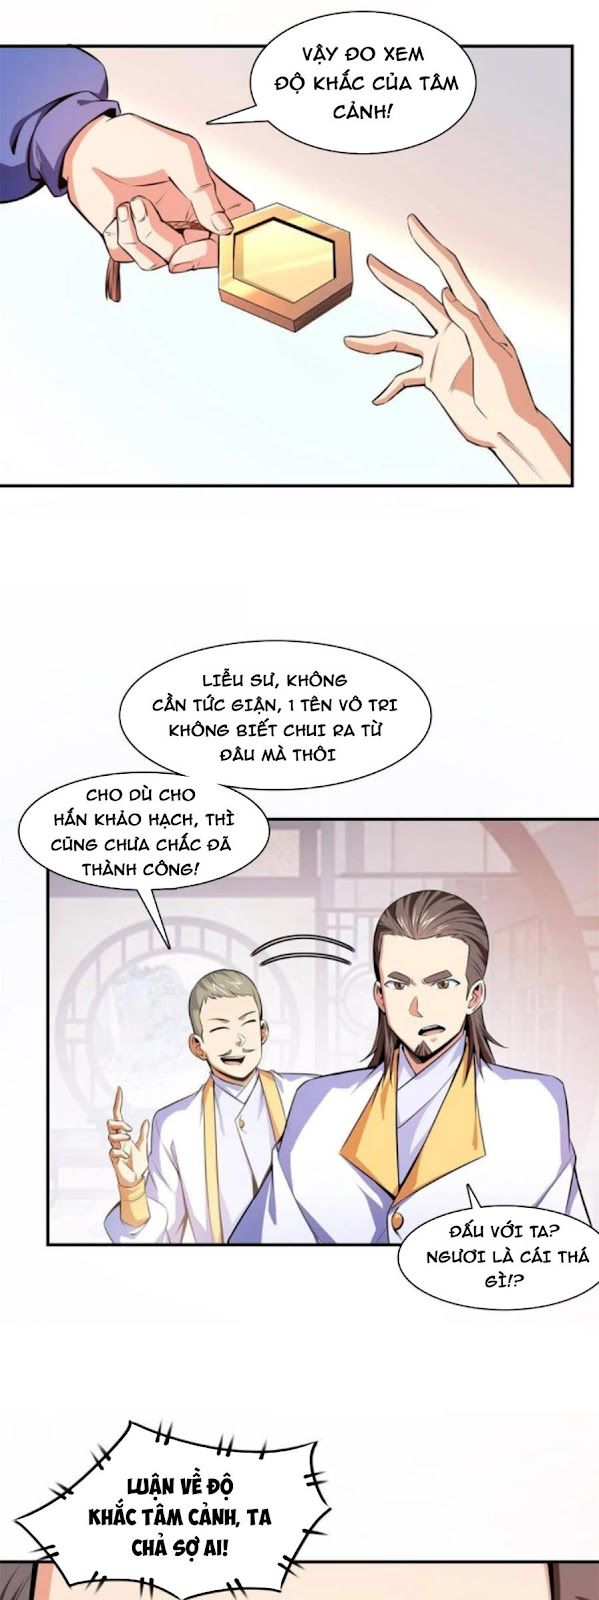 VẬY ĐO XEM
ĐỘ KHẮC CỦA TÂM
CẢNH!
LIỄU SƯ, KHÔNG
CẦN TỨC GIẬN, 1 TÊN VÔ TRI
KHÔNG BIẾT CHUI RA TỪ
ĐÂU MÀ THÔI
CHO DÙ CHO
HẮN KHẢO HẠCH, THÌ
CŨNG CHƯA CHẮC ĐÃ
THÀNH CÔNG!
ĐẤU VỚI TA?
NGƯƠI LÀ CÁI THÁ
GÌ!?
LUẬN VỀ ĐỘ
KHẮC TÂM CẢNH, TA
CHẢ SỢ AI!